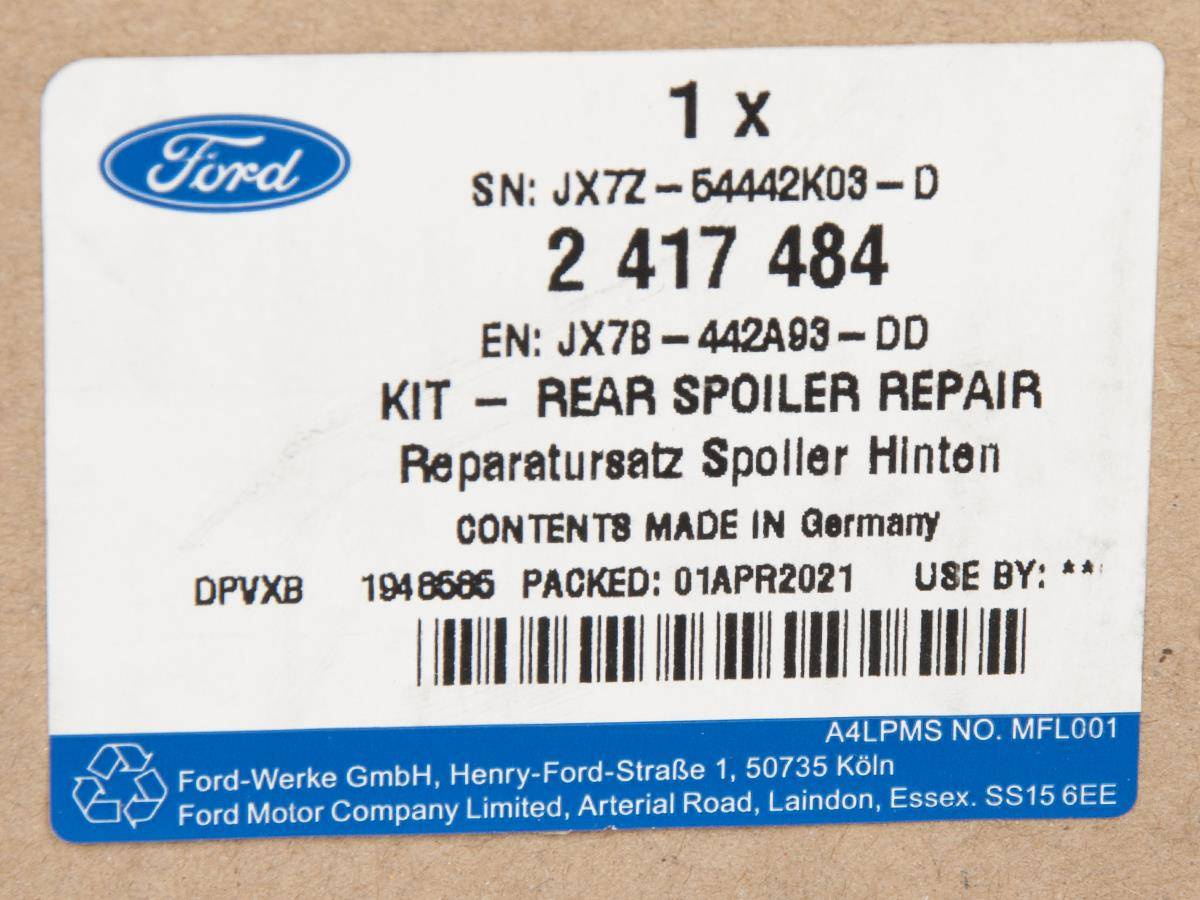 Ford
1 x
SN: JX7Z - 54442K03 - D
2 417 484
EN: JX7B - 442A93 - DD
KIT - REAR SPOILER REPAIR
Reparatursatz Spoiler Hinten
CONTENTS MADE IN Germany
DPVXB 1948585 PACKED: 01APR2021 USE BY: **
A4LPMS NO. MFL001
Ford-Werke GmbH, Henry-Ford-Straße 1, 50735 Köln
Ford Motor Company Limited, Arterial Road, Laindon, Essex. SS15 6EE